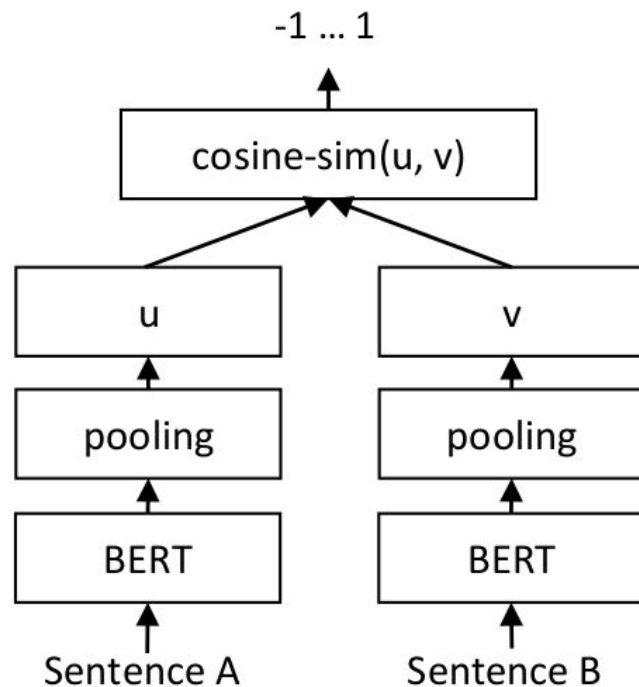 -1 … 1
cosine-sim(u, v)
u
v
pooling
pooling
BERT
BERT
Sentence A
Sentence B